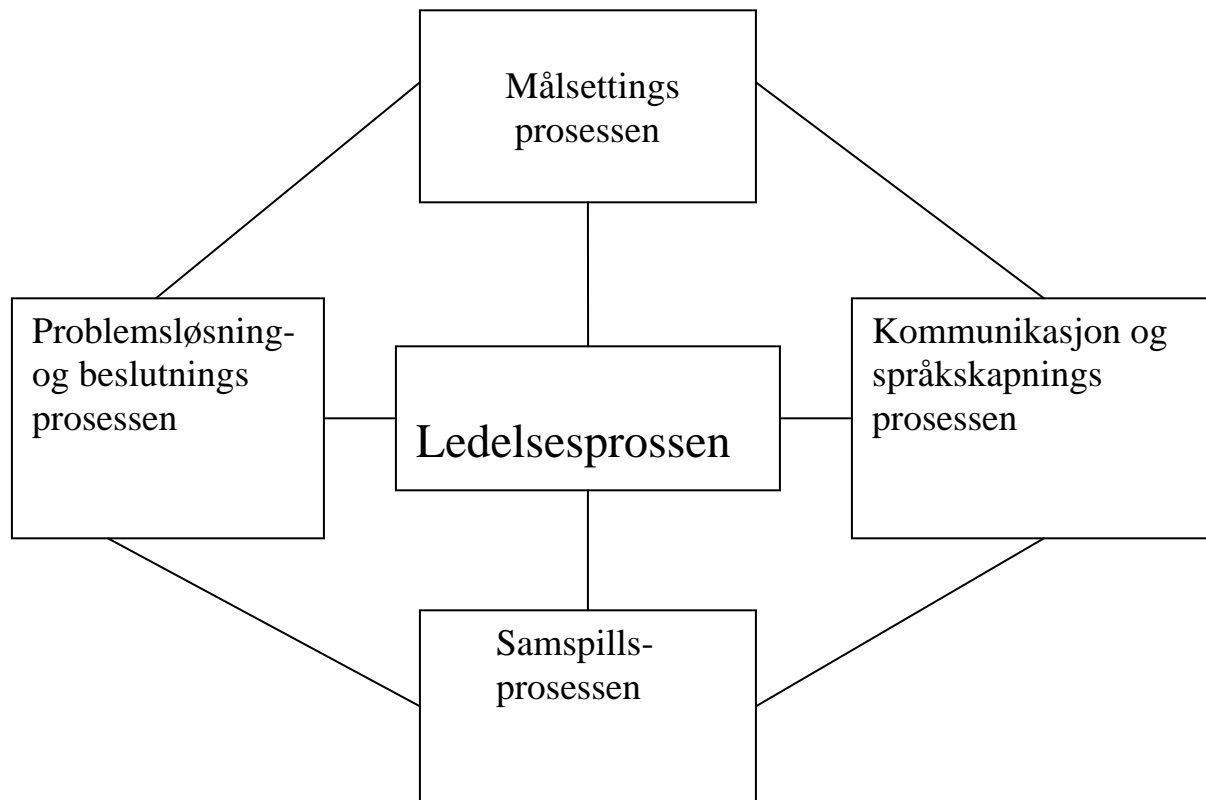 Målsettings
prosessen
Problemsløsning-
og beslutnings
prosessen
Kommunikasjon og
språkskapnings
prosessen
Ledelsesprossen
Samspills-
prosessen